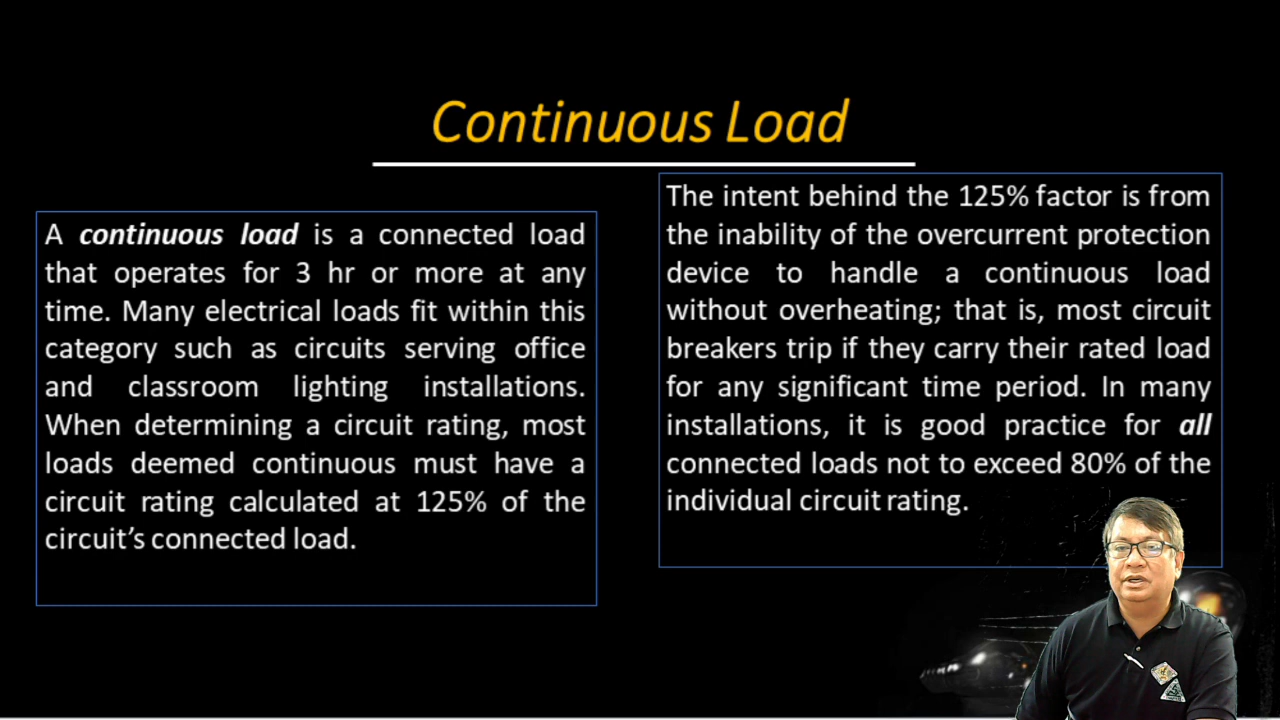 Continuous Load
A continuous load is a connected load
that operates for 3 hr or more at any
time. Many electrical loads fit within this
category such as circuits serving office
and classroom lighting installations.
When determining a circuit rating, most
loads deemed continuous must have a
circuit rating calculated at 125% of the
circuit’s connected load.
The intent behind the 125% factor is from
the inability of the overcurrent protection
device to handle a continuous load
without overheating; that is, most circuit
breakers trip if they carry their rated load
for any significant time period. In many
installations, it is good practice for all
connected loads not to exceed 80% of the
individual circuit rating.